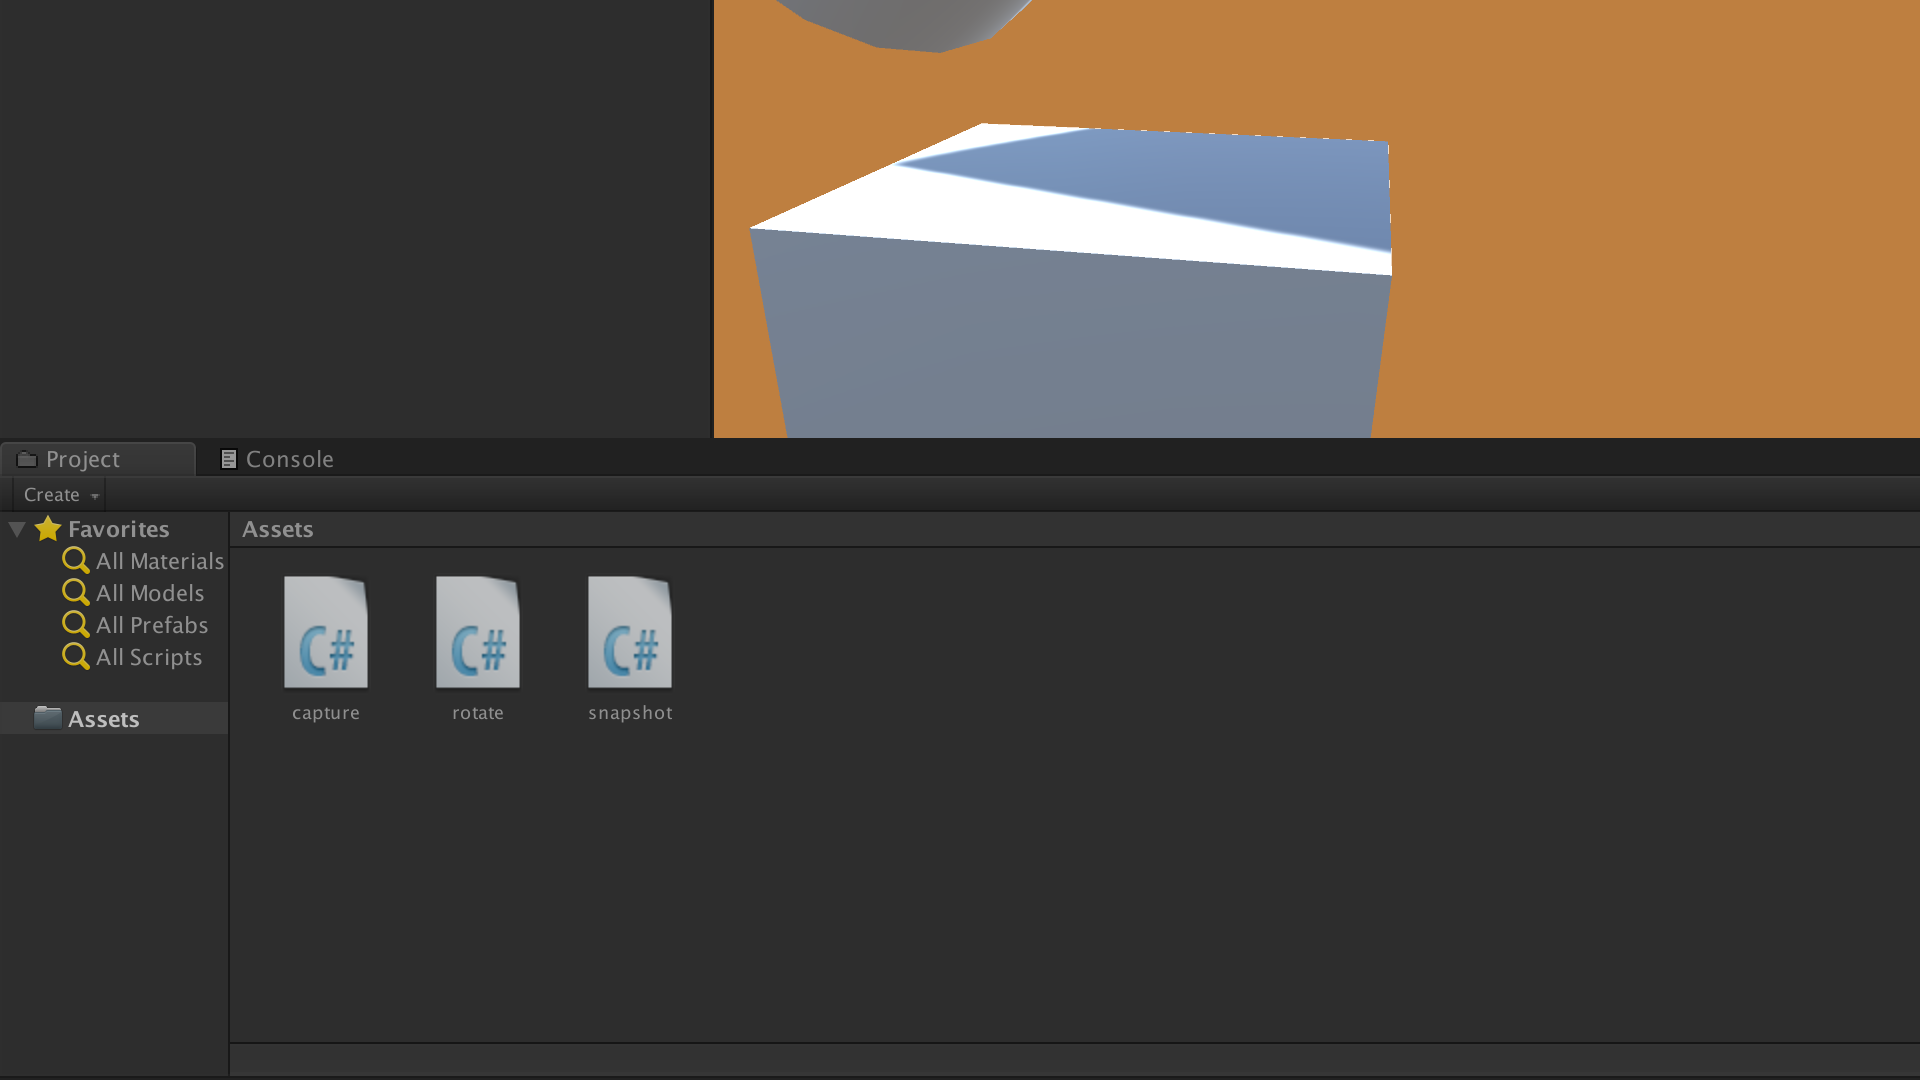 Project
Console
Create
Favorites
Assets
All Materials
All Models
All Prefabs
All Scripts
Assets
C#
C#
C#
capture
rotate
snapshot